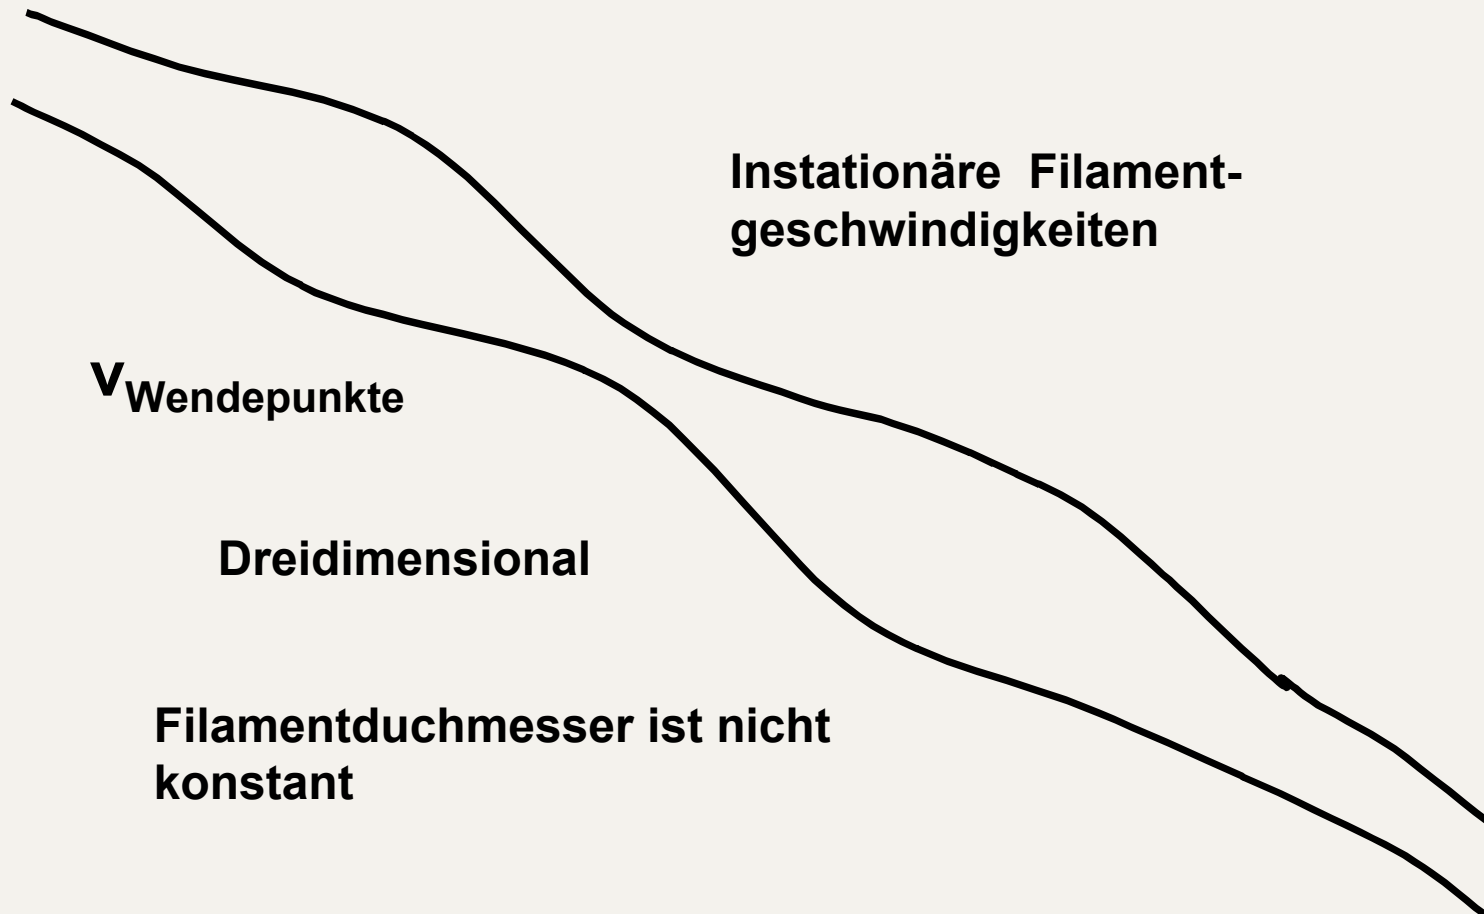 Instationäre Filament-
geschwindigkeiten
vWendepunkte
Dreidimensional
Filamentduchmesser ist nicht
konstant